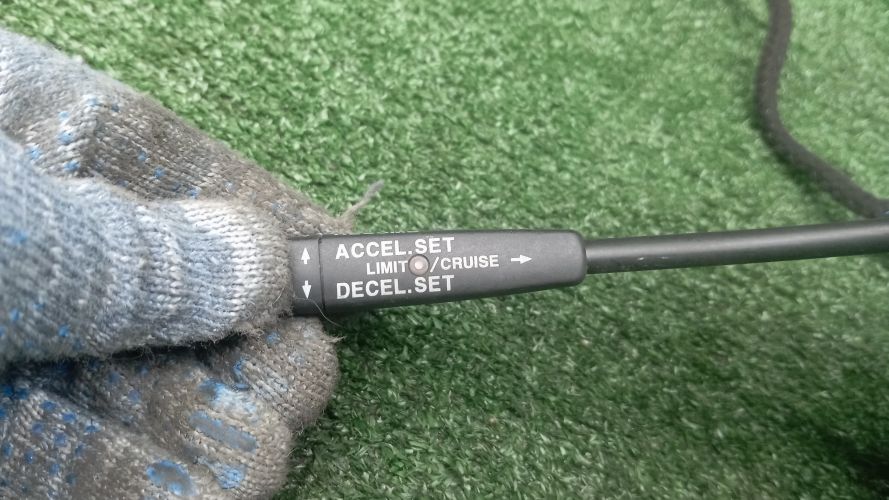 ACCEL.SET
LIMIT /CRUISE →
DECEL.SET